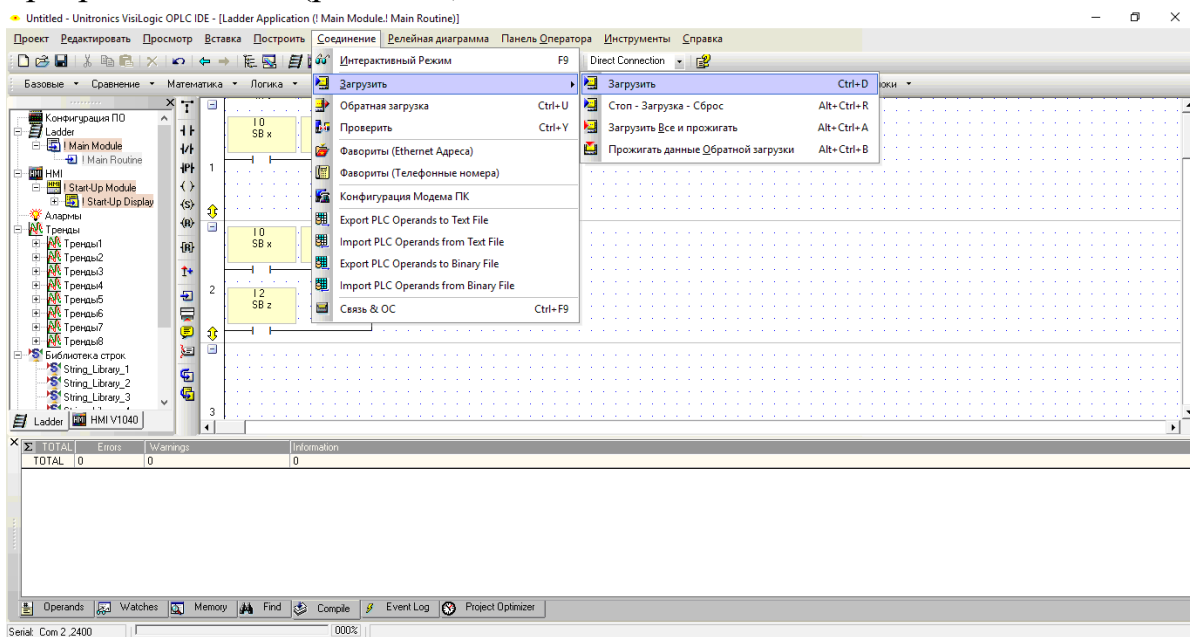 Untitled - Unitronics VisiLogic OPLC IDE - [Ladder Application (! Main Module.! Main Routine)]
Проект Редактировать Просмотр Вставка Построить Соединение Релейная диаграмма Панель Оператора Инструменты Справка
Direct Connection
Базовые Сравнение Математика Логика
Интерактивный Режим F9
Загрузить
Обратная загрузка Ctrl+U
Проверить Ctrl+Y
Фавориты (Ethernet Адреса)
Фавориты (Телефонные номера)
Конфигурация Модема ПК
Export PLC Operands to Text File
Import PLC Operands from Text File
Export PLC Operands to Binary File
Import PLC Operands from Binary File
Связь & ОС Ctrl+F9
Загрузить Ctrl+D
Стоп - Загрузка - Сброс Alt+Ctrl+R
Загрузить Все и прожигать Alt+Ctrl+A
Прожигать данные Обратной загрузки Alt+Ctrl+B
Конфигурация ПО
Ladder
! Main Module
! Main Routine
HMI
! Start-Up Module
! Start-Up Display
Алармы
Тренды
Тренды1
Тренды2
Тренды3
Тренды4
Тренды5
Тренды6
Тренды7
Тренды8
Библиотека строк
String_Library_1
String_Library_2
String_Library_3
Ladder HMI V1040
I 0
SB x
1
I 0
SB x
2
I 2
SB z
3
Σ TOTAL Errors Warnings Information
TOTAL 0 0 0
Operands Watches Memory Find Compile Event Log Project Optimizer
Serial: Com 2 ,2400 000%